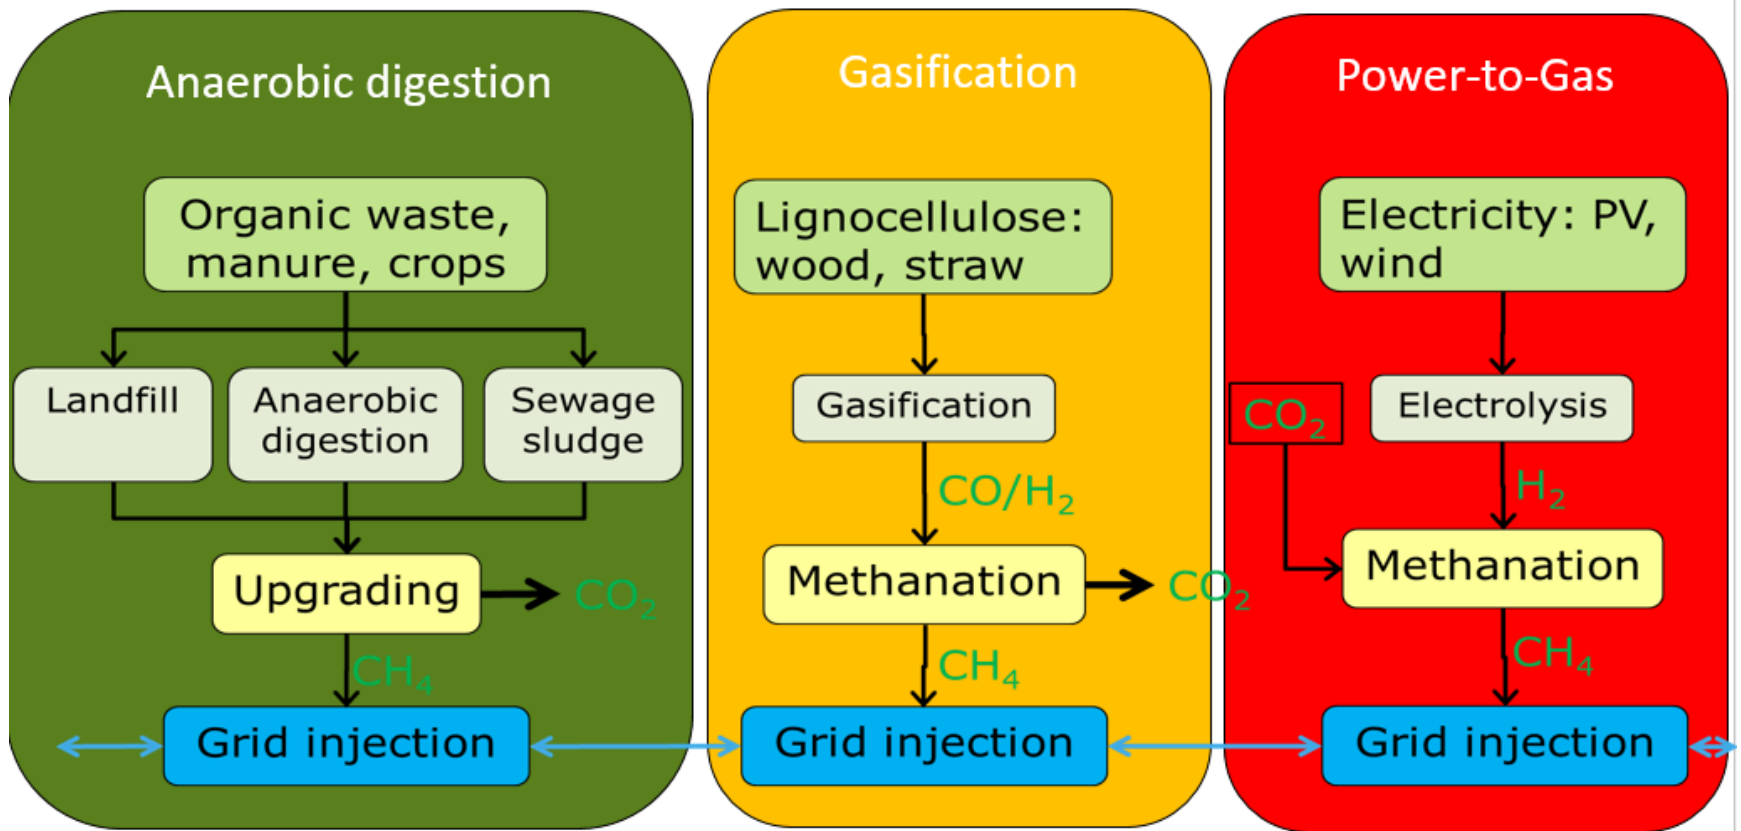 Anaerobic digestion
Organic waste,
manure, crops
Landfill
Anaerobic
digestion
Sewage
sludge
Upgrading
CO₂
CH₄
Grid injection
Gasification
Lignocellulose:
wood, straw
Gasification
CO/H₂
Methanation
CO₂
CH₄
Grid injection
Power-to-Gas
Electricity: PV,
wind
CO₂
Electrolysis
H₂
Methanation
CH₄
Grid injection